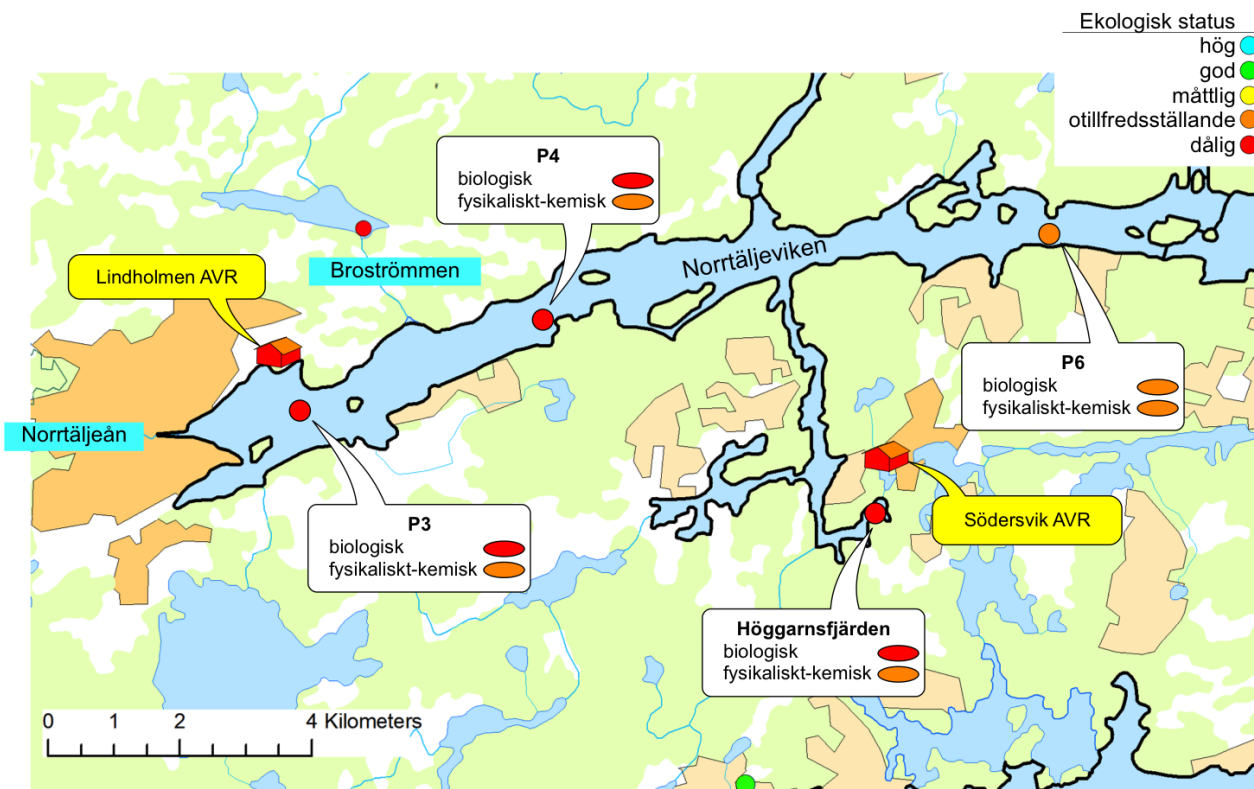 Ekologisk status
hög
god
måttlig
otillfredsställande
dålig
P4
biologisk
fysikaliskt-kemisk
Norrtäljeviken
Broströmmen
Lindholmen AVR
P6
biologisk
fysikaliskt-kemisk
Norrtäljeån
Södersvik AVR
P3
biologisk
fysikaliskt-kemisk
Höggarnsfjärden
biologisk
fysikaliskt-kemisk
0 1 2 4 Kilometers